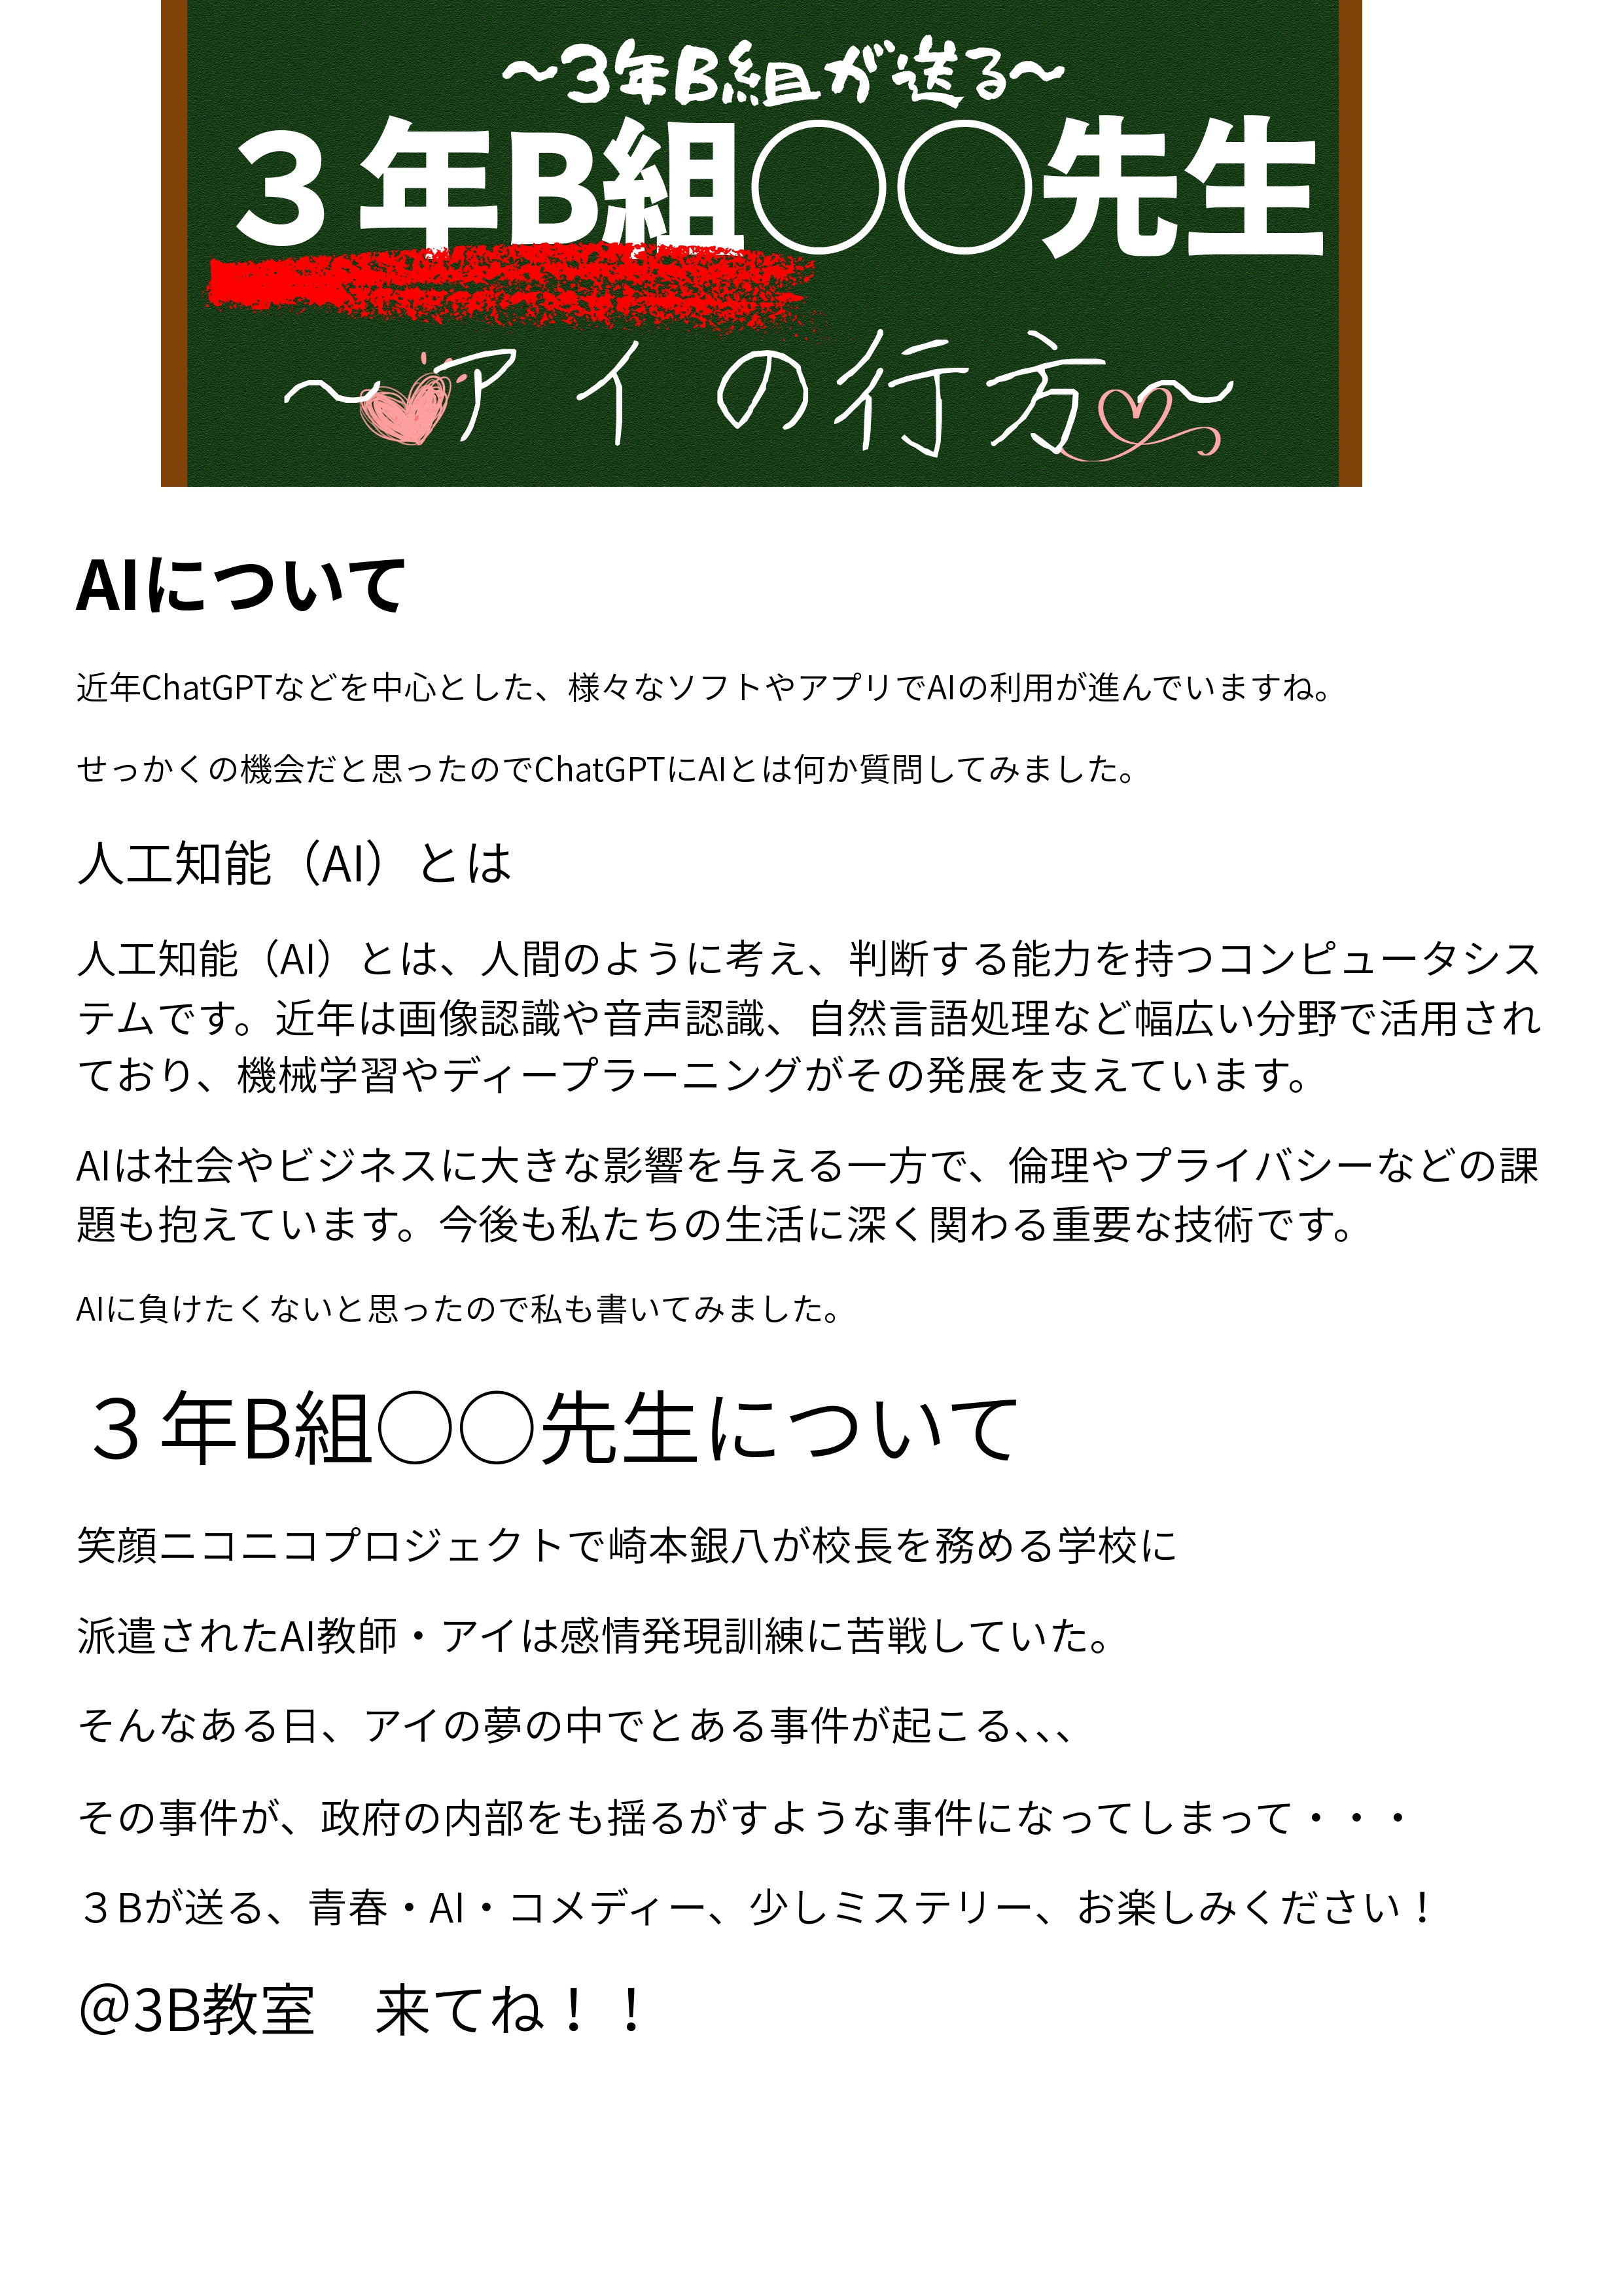 ～3年B組が送る～
３年B組◯◯先生
～アイの行方～
AIについて
近年ChatGPTなどを中心とした、様々なソフトやアプリでAIの利用が進んでいますね。
せっかくの機会だと思ったのでChatGPTにAIとは何か質問してみました。
人工知能（AI）とは
人工知能（AI）とは、人間のように考え、判断する能力を持つコンピュータシス
テムです。近年は画像認識や音声認識、自然言語処理など幅広い分野で活用され
ており、機械学習やディープラーニングがその発展を支えています。
AIは社会やビジネスに大きな影響を与える一方で、倫理やプライバシーなどの課
題も抱えています。今後も私たちの生活に深く関わる重要な技術です。
AIに負けたくないと思ったので私も書いてみました。
３年B組◯◯先生について
笑顔ニコニコプロジェクトで崎本銀八が校長を務める学校に
派遣されたAI教師・アイは感情発現訓練に苦戦していた。
そんなある日、アイの夢の中でとある事件が起こる、、、
その事件が、政府の内部をも揺るがすような事件になってしまって・・・
３Bが送る、青春・AI・コメディー、少しミステリー、お楽しみください！
@3B教室　来てね！！